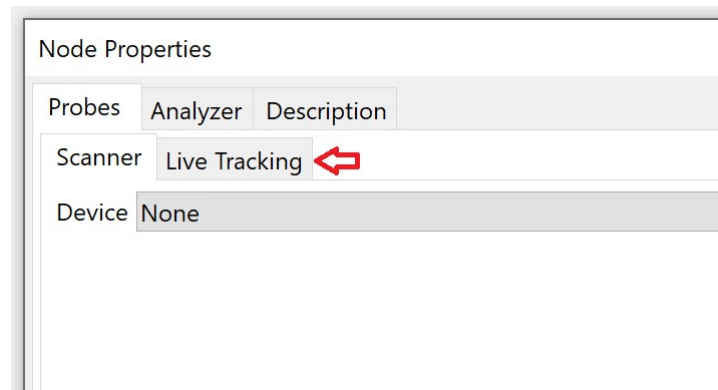 Node Properties
Probes Analyzer Description
Scanner Live Tracking
Device None